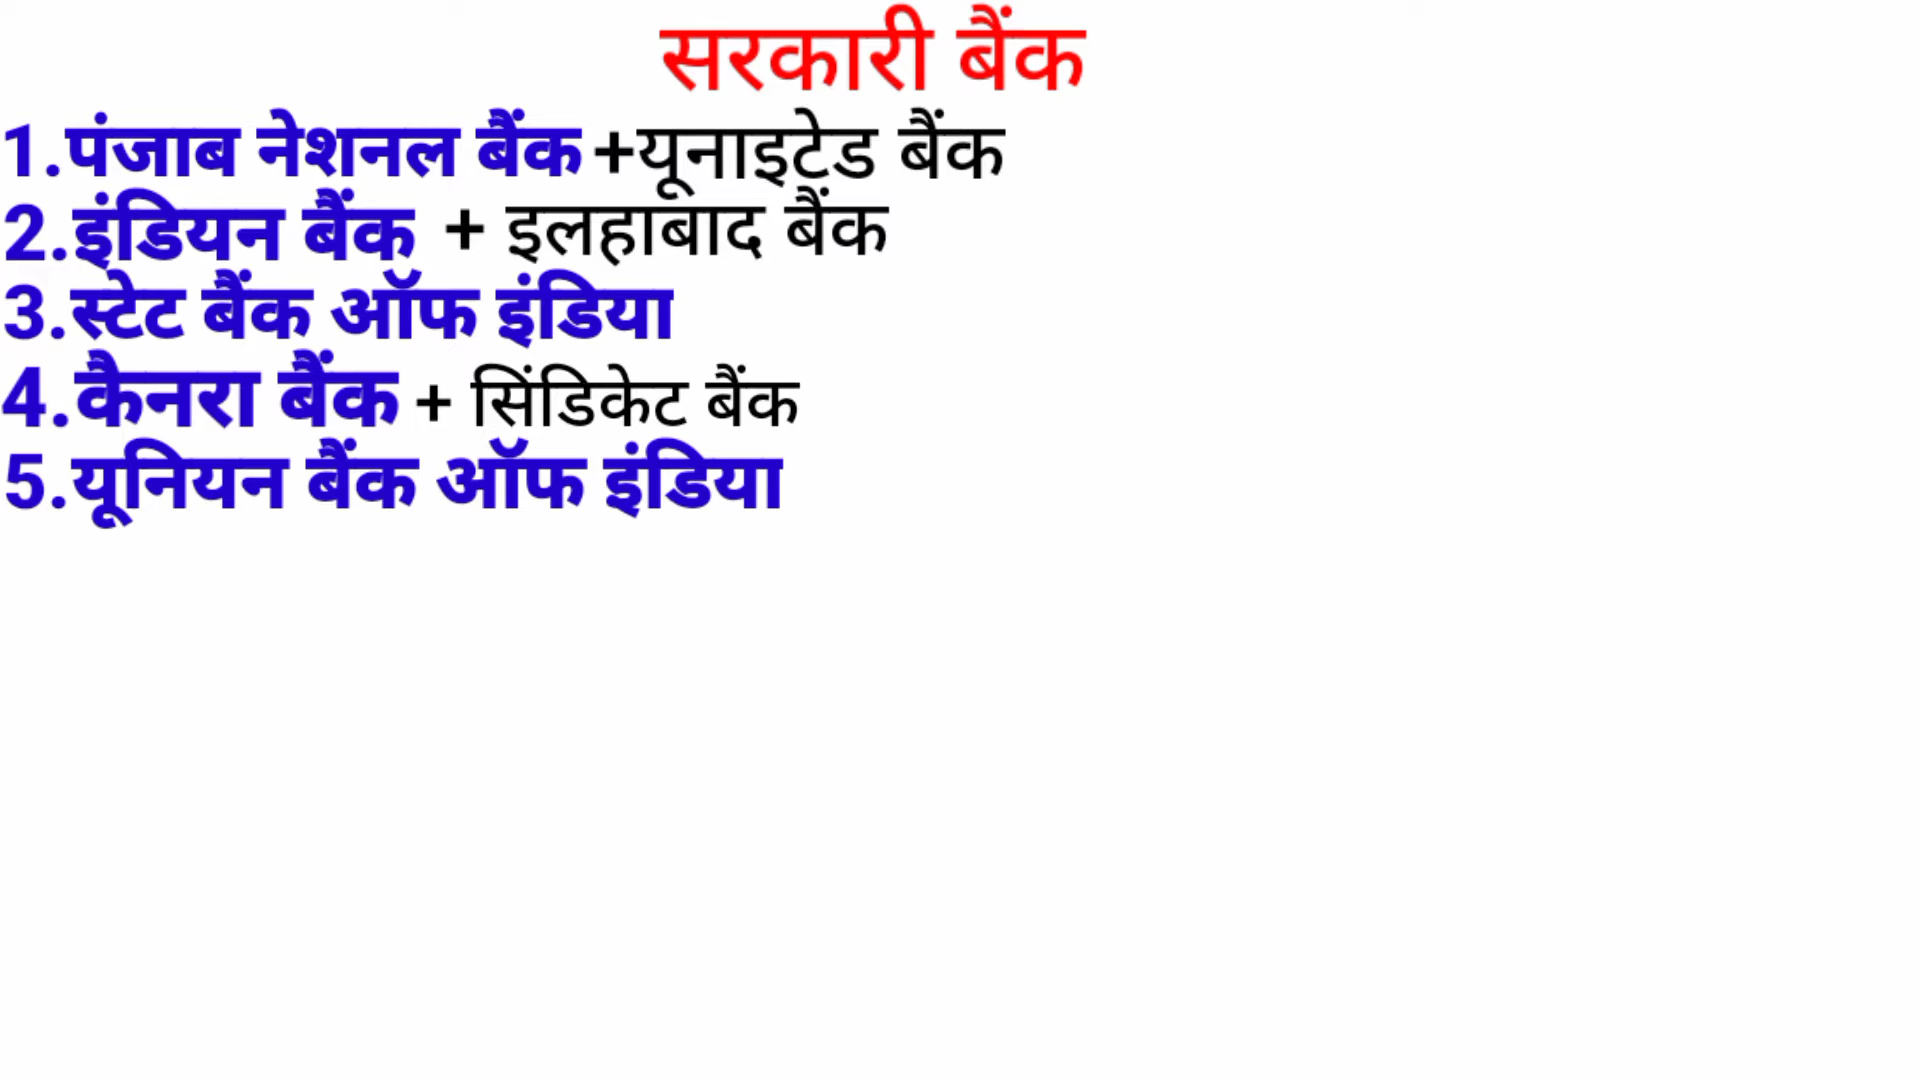 सरकारी बैंक
1.पंजाब नेशनल बैंक +यूनाइटेड बैंक
2.इंडियन बैंक + इलहाबाद बैंक
3.स्टेट बैंक ऑफ इंडिया
4.कैनरा बैंक + सिंडिकेट बैंक
5.यूनियन बैंक ऑफ इंडिया